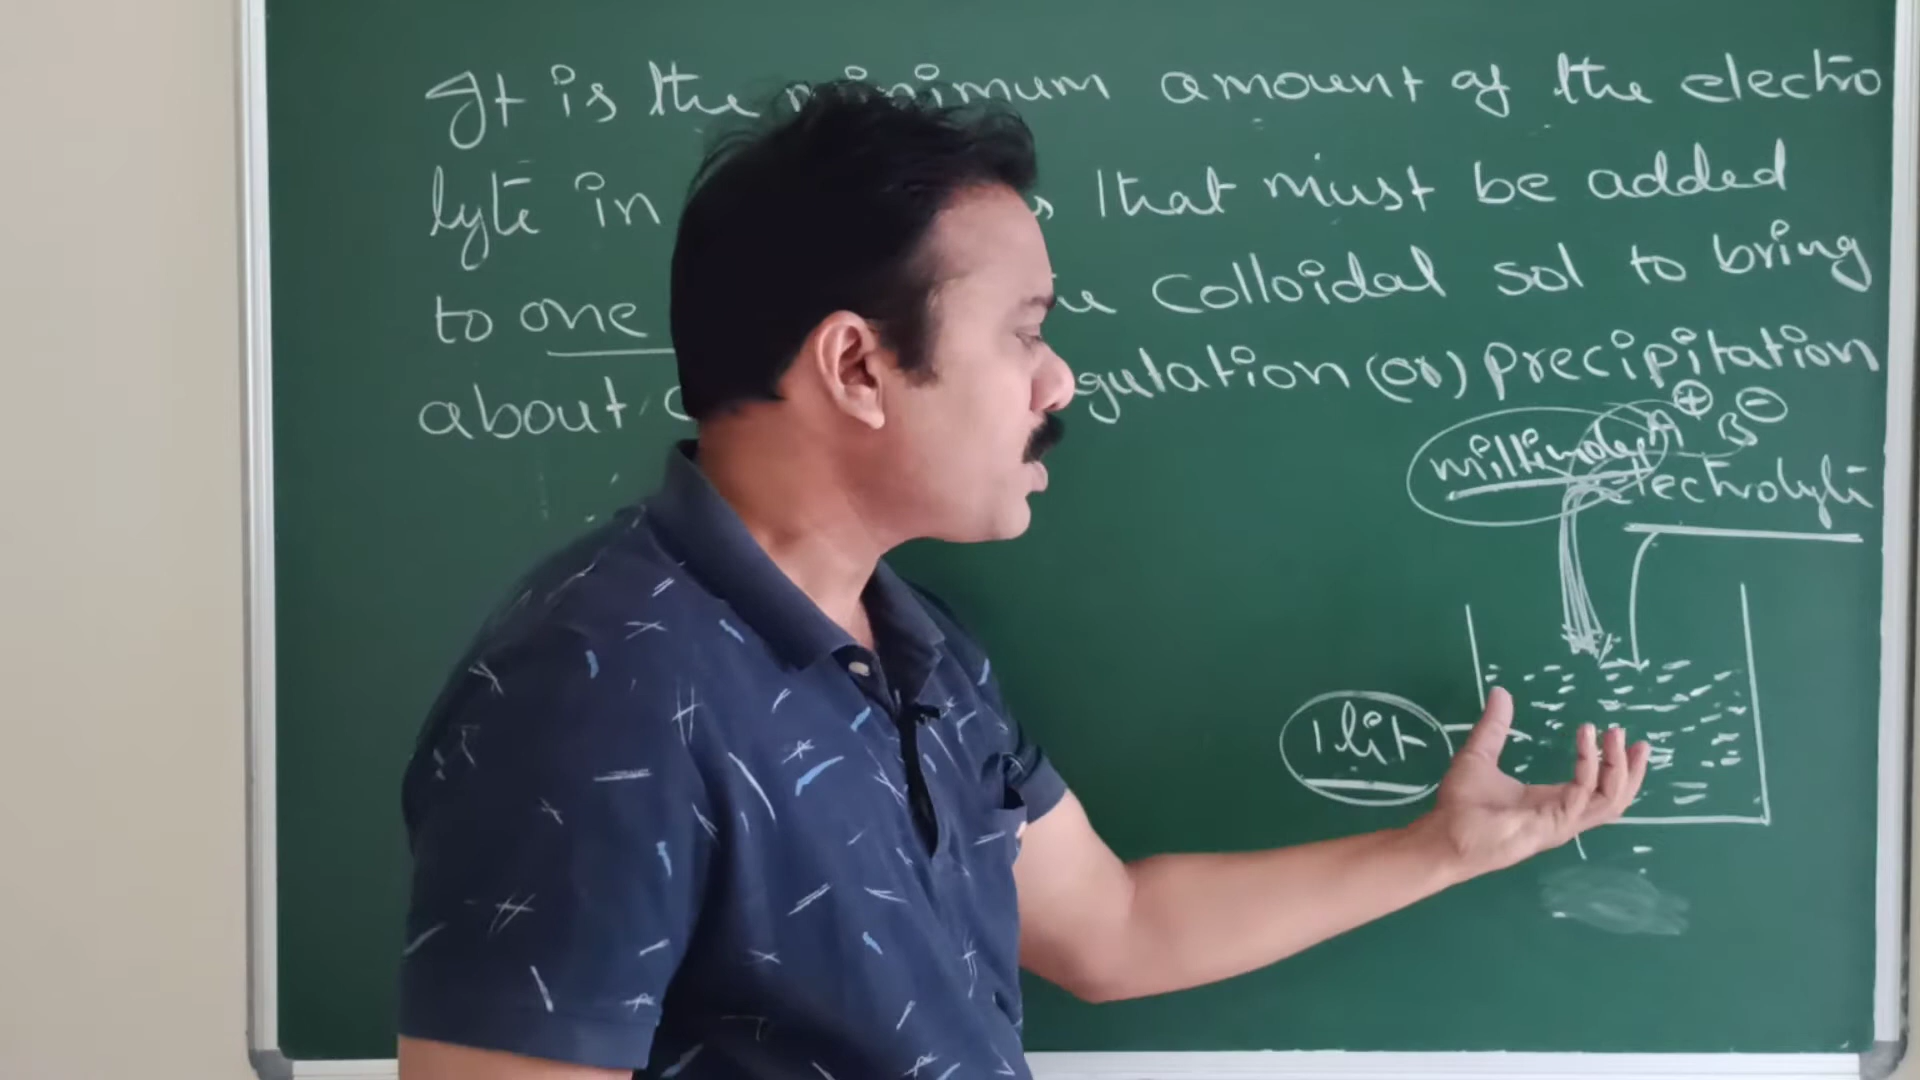 It is the minimum amount of the electro
lyte in that must be added
to one colloidal sol to bring
about gulation (or) precipitation
A⊕ B⊖
millimoles electrolyte
1 lit